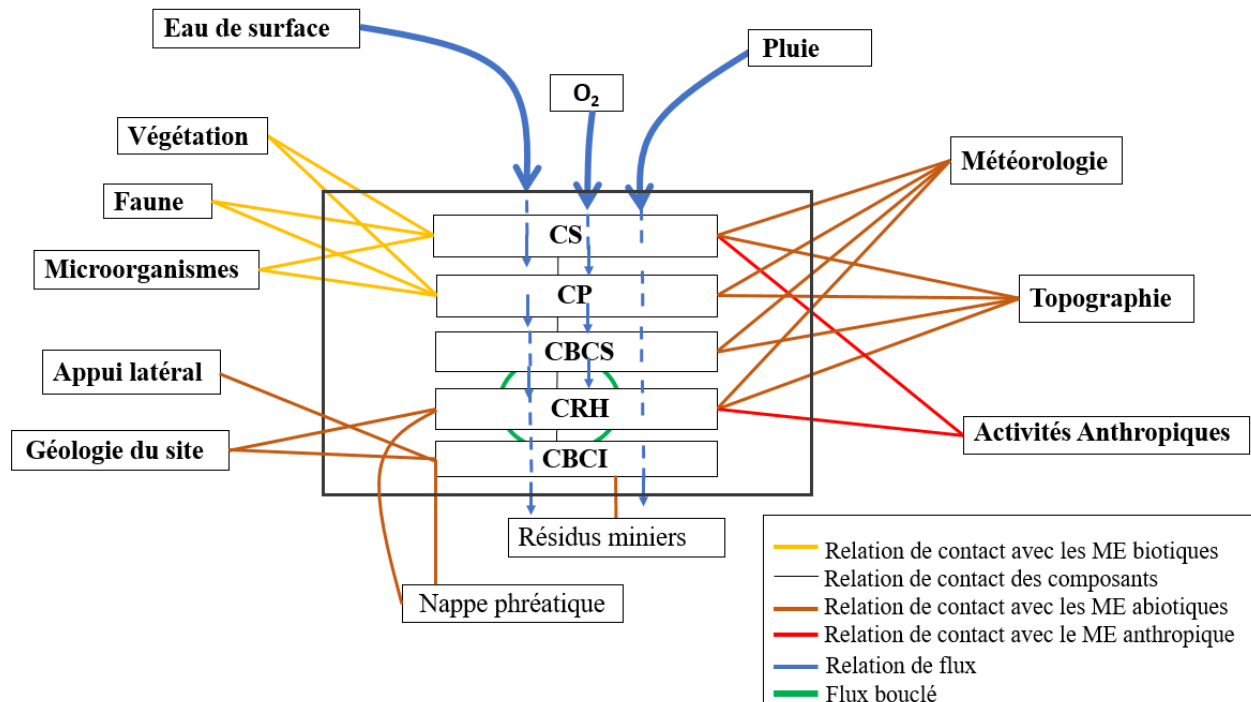 Eau de surface
Pluie
O₂
Végétation
Météorologie
Faune
CS
Microorganismes
CP
Topographie
CBCS
Appui latéral
CRH
Activités Anthropiques
Géologie du site
CBCI
Résidus miniers
Nappe phréatique
Relation de contact avec les ME biotiques
Relation de contact des composants
Relation de contact avec les ME abiotiques
Relation de contact avec le ME anthropique
Relation de flux
Flux bouclé